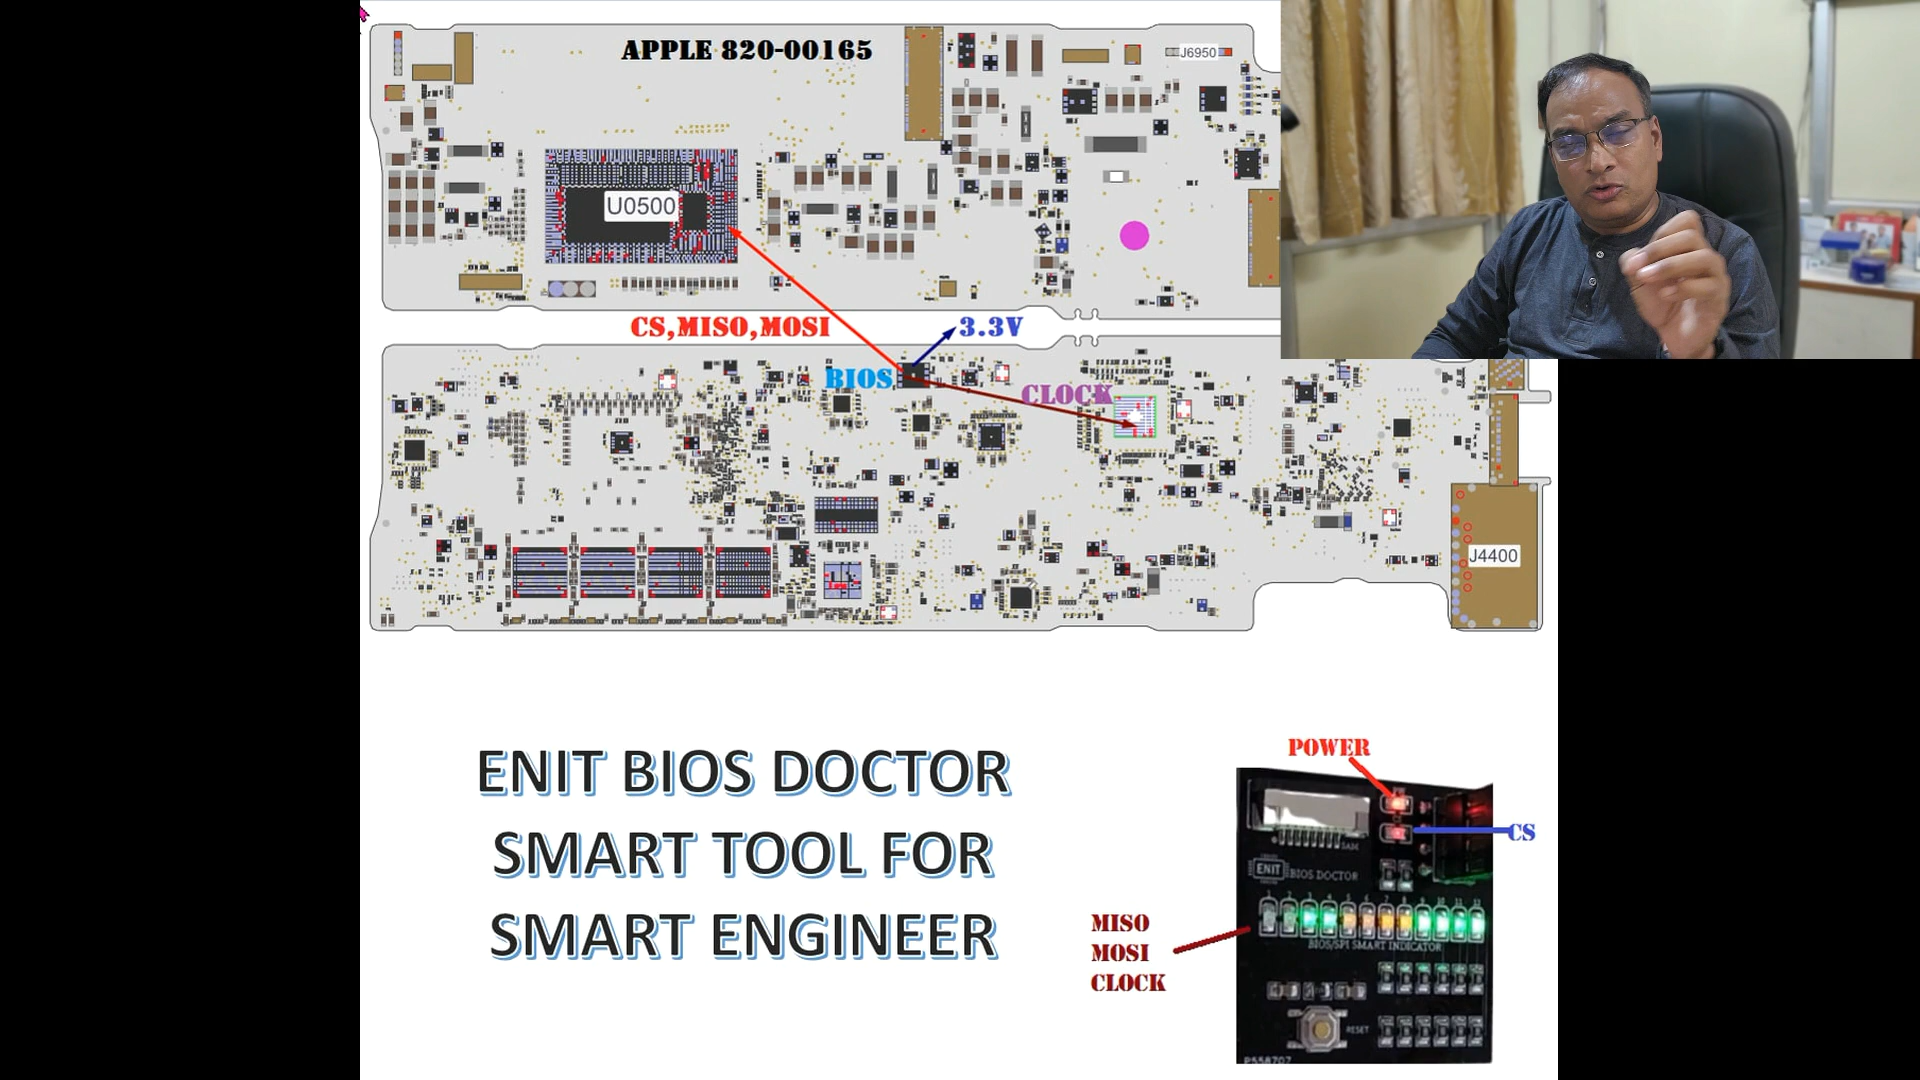 APPLE 820-00165
J6950
U0500
CS,MISO,MOSI
3.3V
BIOS
CLOCK
J4400
ENIT BIOS DOCTOR
SMART TOOL FOR
SMART ENGINEER
POWER
CS
ENIT BIOS DOCTOR
MISO
MOSI
CLOCK
BIOS/SPI SMART INDICATOR
RESET
P558707